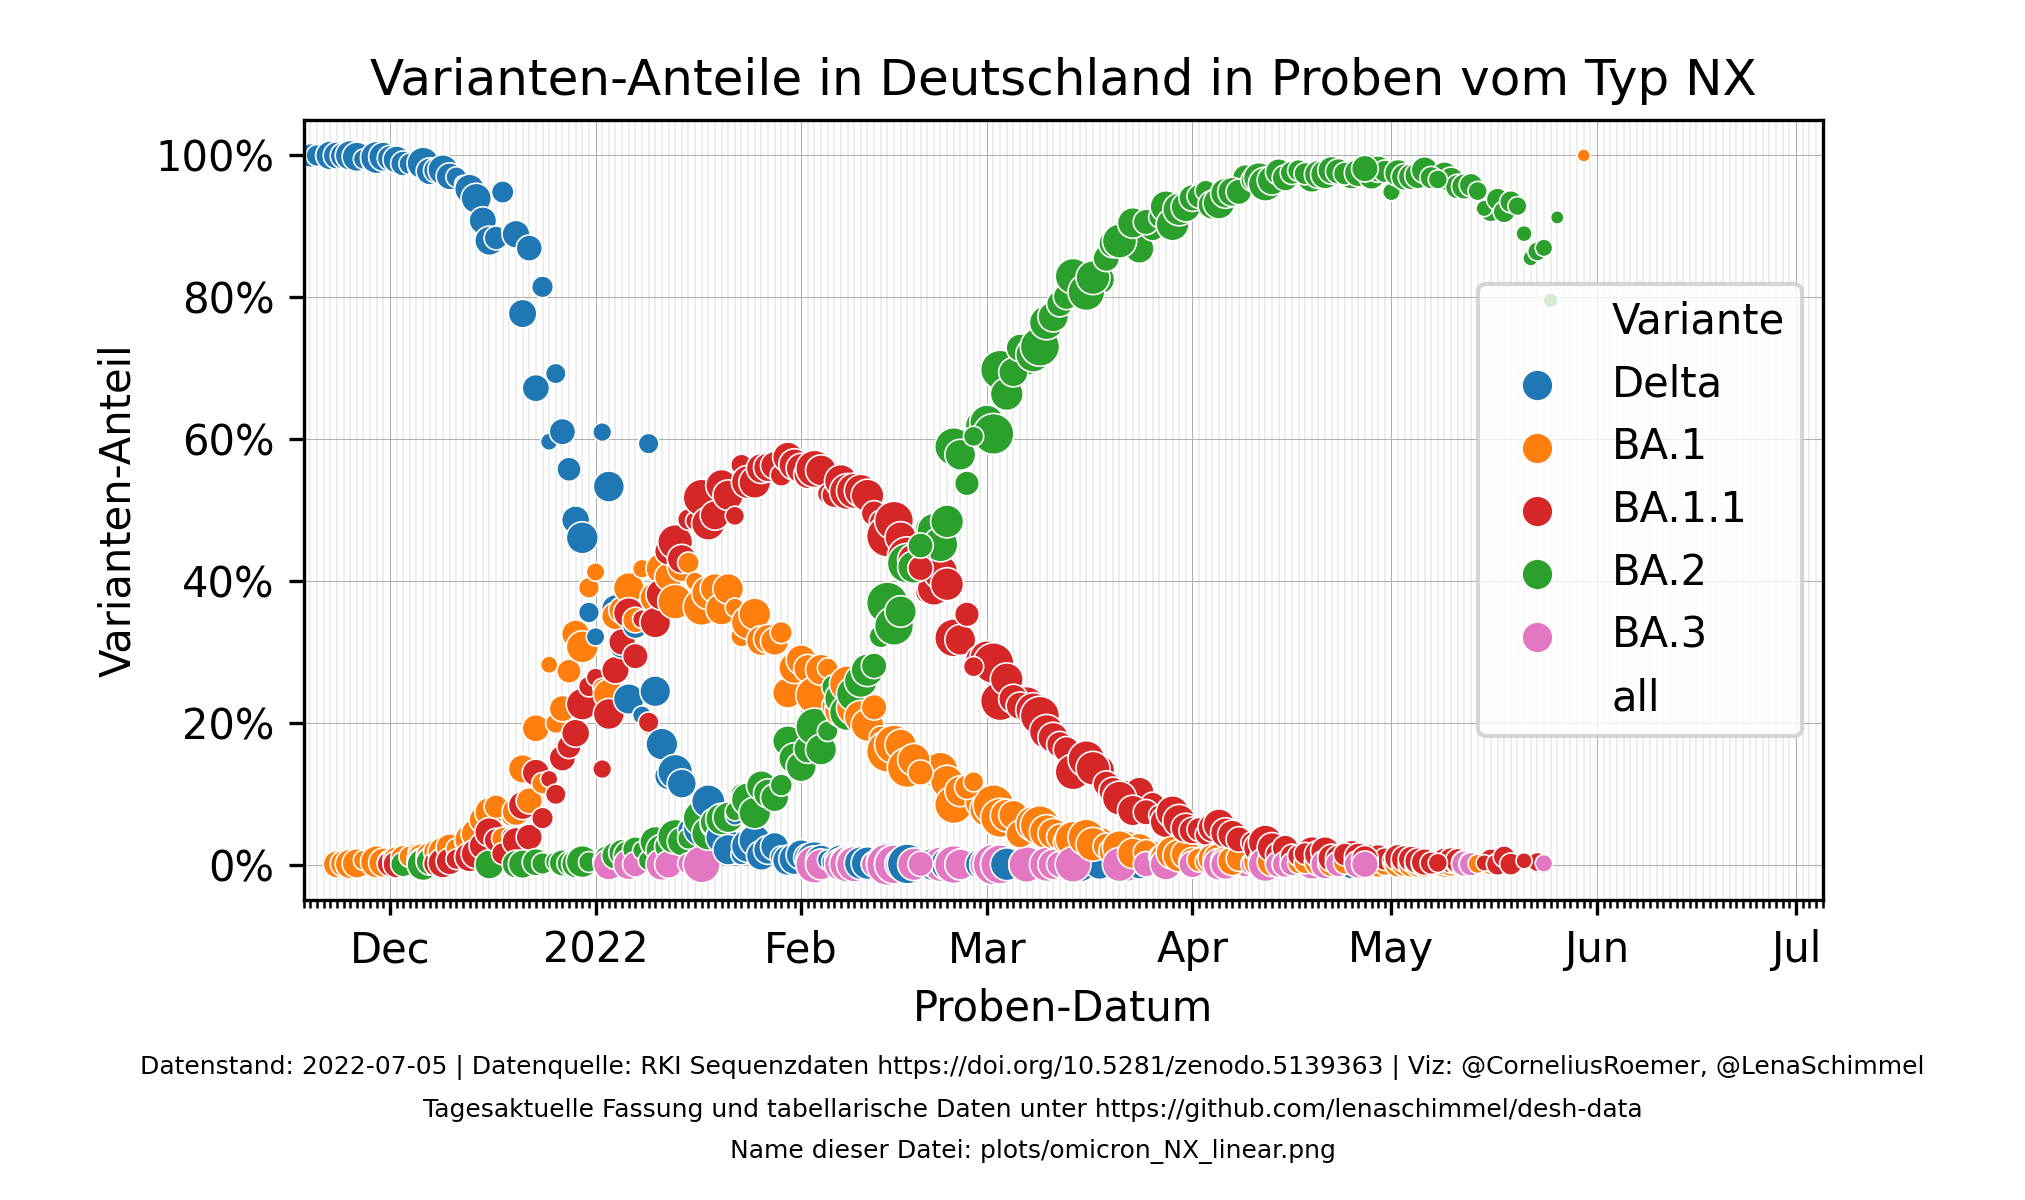 Varianten-Anteile in Deutschland in Proben vom Typ NX
100%
80%
60%
40%
20%
0%
Varianten-Anteil
Variante
Delta
BA.1
BA.1.1
BA.2
BA.3
all
Dec 2022 Feb Mar Apr May Jun Jul
Proben-Datum
Datenstand: 2022-07-05 | Datenquelle: RKI Sequenzdaten https://doi.org/10.5281/zenodo.5139363 | Viz: @CorneliusRoemer, @LenaSchimmel
Tagesaktuelle Fassung und tabellarische Daten unter https://github.com/lenaschimmel/desh-data
Name dieser Datei: plots/omicron_NX_linear.png